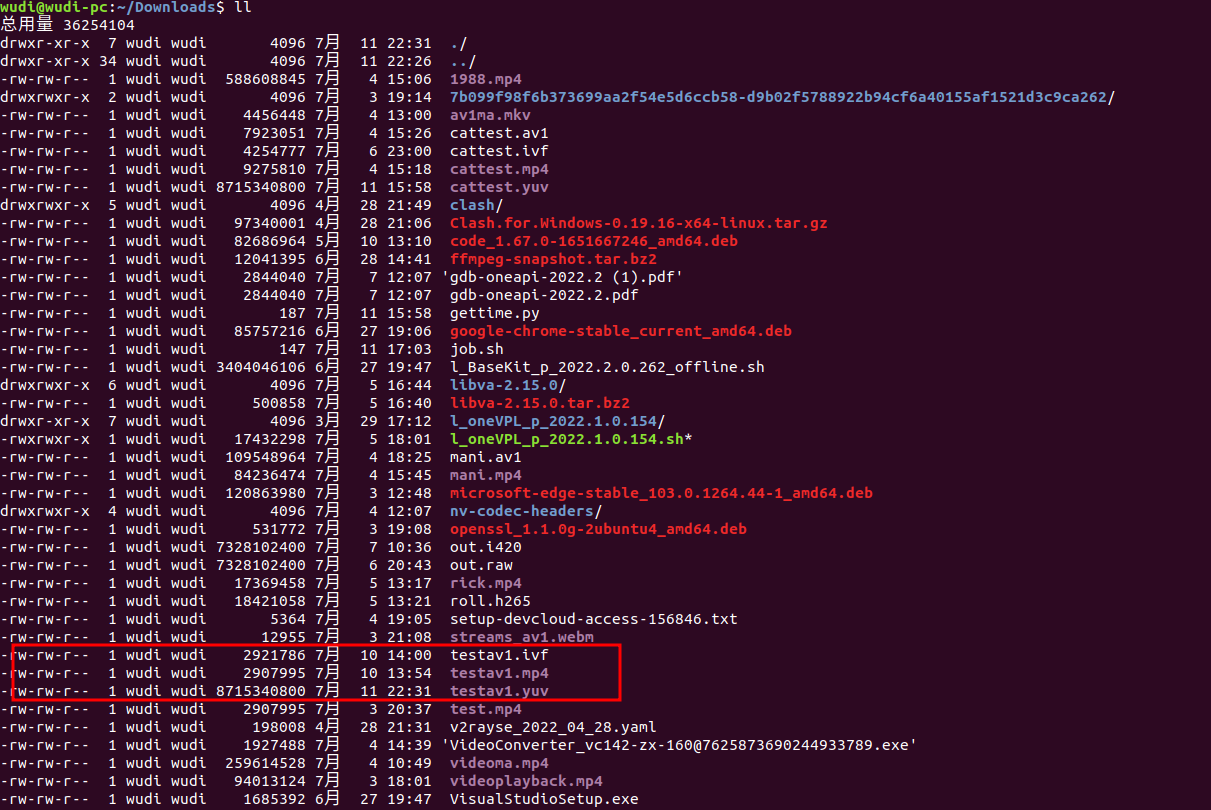 wudi@wudi-pc:~/Downloads$ ll
总用量 36254104
drwxr-xr-x  7 wudi wudi       4096 7月  11 22:31  ./
drwxr-xr-x 34 wudi wudi       4096 7月  11 22:26  ../
-rw-rw-r--  1 wudi wudi  588608845 7月   4 15:06  1988.mp4
drwxrwxr-x  2 wudi wudi       4096 7月   3 19:14  7b099f98f6b373699aa2f54e5d6ccb58-d9b02f5788922b94cf6a40155af1521d3c9ca262/
-rw-rw-r--  1 wudi wudi    4456448 7月   4 13:00  av1ma.mkv
-rw-rw-r--  1 wudi wudi    7923051 7月   4 15:26  cattest.av1
-rw-rw-r--  1 wudi wudi    4254777 7月   6 23:00  cattest.ivf
-rw-rw-r--  1 wudi wudi    9275810 7月   4 15:18  cattest.mp4
-rw-rw-r--  1 wudi wudi 8715340800 7月  11 15:58  cattest.yuv
drwxrwxr-x  5 wudi wudi       4096 4月  28 21:49  clash/
-rw-rw-r--  1 wudi wudi   97340001 4月  28 21:06  Clash.for.Windows-0.19.16-x64-linux.tar.gz
-rw-rw-r--  1 wudi wudi   82686964 5月  10 13:10  code_1.67.0-1651667246_amd64.deb
-rw-rw-r--  1 wudi wudi   12041395 6月  28 14:41  ffmpeg-snapshot.tar.bz2
-rw-rw-r--  1 wudi wudi    2844040 7月   7 12:07 'gdb-oneapi-2022.2 (1).pdf'
-rw-rw-r--  1 wudi wudi    2844040 7月   7 12:07  gdb-oneapi-2022.2.pdf
-rw-rw-r--  1 wudi wudi        187 7月  11 15:58  gettime.py
-rw-rw-r--  1 wudi wudi   85757216 6月  27 19:06  google-chrome-stable_current_amd64.deb
-rw-rw-r--  1 wudi wudi        147 7月  11 17:03  job.sh
-rw-rw-r--  1 wudi wudi 3404046106 6月  27 19:47  l_BaseKit_p_2022.2.0.262_offline.sh
drwxrwxr-x  6 wudi wudi       4096 7月   5 16:44  libva-2.15.0/
-rw-rw-r--  1 wudi wudi     500858 7月   5 16:40  libva-2.15.0.tar.bz2
drwxr-xr-x  7 wudi wudi       4096 3月  29 17:12  l_oneVPL_p_2022.1.0.154/
-rwxrwxr-x  1 wudi wudi   17432298 7月   5 18:01  l_oneVPL_p_2022.1.0.154.sh*
-rw-rw-r--  1 wudi wudi  109548964 7月   4 18:25  mani.av1
-rw-rw-r--  1 wudi wudi   84236474 7月   4 15:45  mani.mp4
-rw-rw-r--  1 wudi wudi  120863980 7月   3 12:48  microsoft-edge-stable_103.0.1264.44-1_amd64.deb
drwxrwxr-x  4 wudi wudi       4096 7月   4 12:07  nv-codec-headers/
-rw-rw-r--  1 wudi wudi     531772 7月   3 19:08  openssl_1.1.0g-2ubuntu4_amd64.deb
-rw-rw-r--  1 wudi wudi 7328102400 7月   7 10:36  out.i420
-rw-rw-r--  1 wudi wudi 7328102400 7月   6 20:43  out.raw
-rw-rw-r--  1 wudi wudi   17369458 7月   5 13:17  rick.mp4
-rw-rw-r--  1 wudi wudi   18421058 7月   5 13:21  roll.h265
-rw-rw-r--  1 wudi wudi       5364 7月   4 19:05  setup-devcloud-access-156846.txt
-rw-rw-r--  1 wudi wudi      12955 7月   3 21:08  streams_av1.webm
-rw-rw-r--  1 wudi wudi    2921786 7月  10 14:00  testav1.ivf
-rw-rw-r--  1 wudi wudi    2907995 7月  10 13:54  testav1.mp4
-rw-rw-r--  1 wudi wudi 8715340800 7月  11 22:31  testav1.yuv
-rw-rw-r--  1 wudi wudi    2907995 7月   3 20:37  test.mp4
-rw-rw-r--  1 wudi wudi     198008 4月  28 21:31  v2rayse_2022_04_28.yaml
-rw-rw-r--  1 wudi wudi    1927488 7月   4 14:39 'VideoConverter_vc142-zx-160@7625873690244933789.exe'
-rw-rw-r--  1 wudi wudi  259614528 7月   4 10:49  videoma.mp4
-rw-rw-r--  1 wudi wudi   94013124 7月   3 18:01  videoplayback.mp4
-rw-rw-r--  1 wudi wudi    1685392 6月  27 19:47  VisualStudioSetup.exe